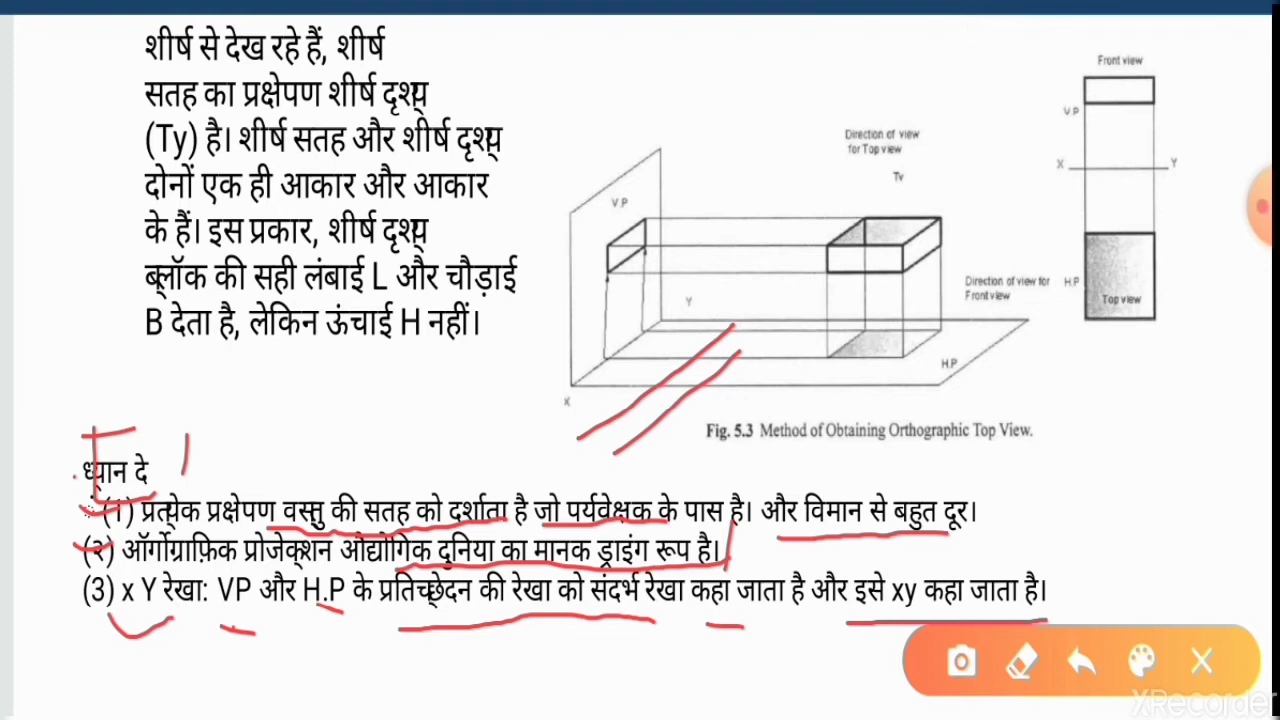 शीर्ष से देख रहे हैं, शीर्ष
सतह का प्रक्षेपण शीर्ष दृश्य
(Ty) है। शीर्ष सतह और शीर्ष दृश्य
दोनों एक ही आकार और आकार
के हैं। इस प्रकार, शीर्ष दृश्य
ब्लॉक की सही लंबाई L और चौड़ाई
B देता है, लेकिन ऊंचाई H नहीं।
Front view
V.P
X
Y
H.P
Top view
Direction of view
for Top view
Tv
V.P
Y
Direction of view for
Front view
H.P
X
Fig. 5.3 Method of Obtaining Orthographic Top View.
ध्यान दे
ं (1) प्रत्येक प्रक्षेपण वस्तु की सतह को दर्शाता है जो पर्यवेक्षक के पास है। और विमान से बहुत दूर।
(२) ऑर्गोग्राफ़िक प्रोजेक्शन औद्योगिक दुनिया का मानक ड्राइंग रूप है।
(3) x Y रेखा: VP और H.P के प्रतिच्छेदन की रेखा को संदर्भ रेखा कहा जाता है और इसे xy कहा जाता है।
XRecorder